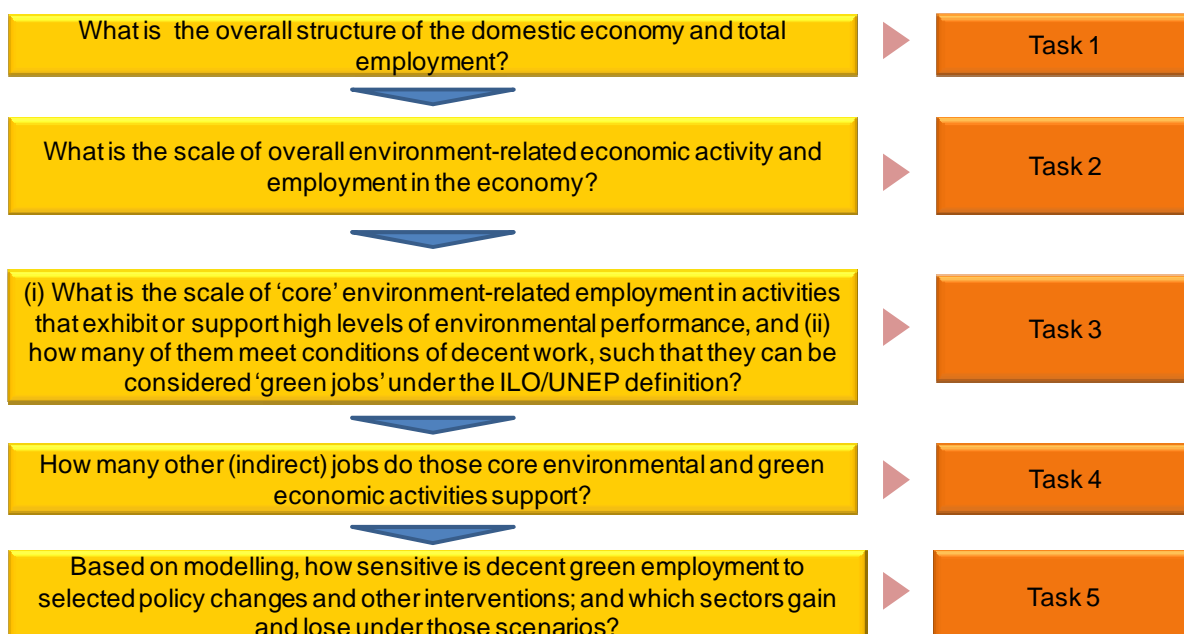 What is the overall structure of the domestic economy and total
employment?
Task 1
What is the scale of overall environment-related economic activity and
employment in the economy?
Task 2
(i) What is the scale of ‘core’ environment-related employment in activities
that exhibit or support high levels of environmental performance, and (ii)
how many of them meet conditions of decent work, such that they can be
considered ‘green jobs’ under the ILO/UNEP definition?
Task 3
How many other (indirect) jobs do those core environmental and green
economic activities support?
Task 4
Based on modelling, how sensitive is decent green employment to
selected policy changes and other interventions; and which sectors gain
and lose under those scenarios?
Task 5